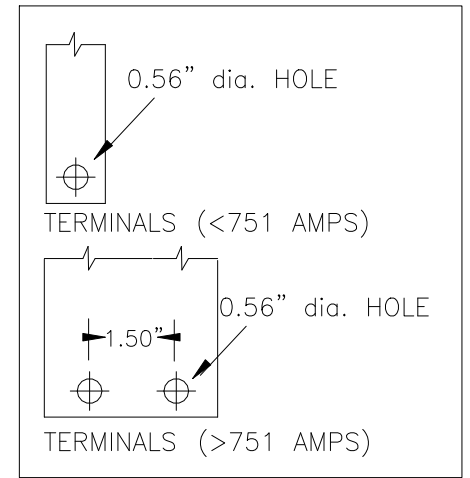 0.56” dia. HOLE
TERMINALS (<751 AMPS)
0.56” dia. HOLE
1.50”
TERMINALS (>751 AMPS)